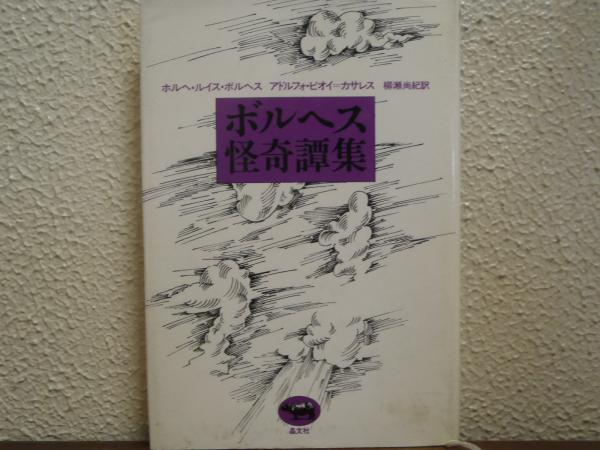 ホルヘ・ルイス・ボルヘス アドルフォ・ビオイ=カサレス 柳瀬尚紀訳
ボルヘス
怪奇譚集
晶文社